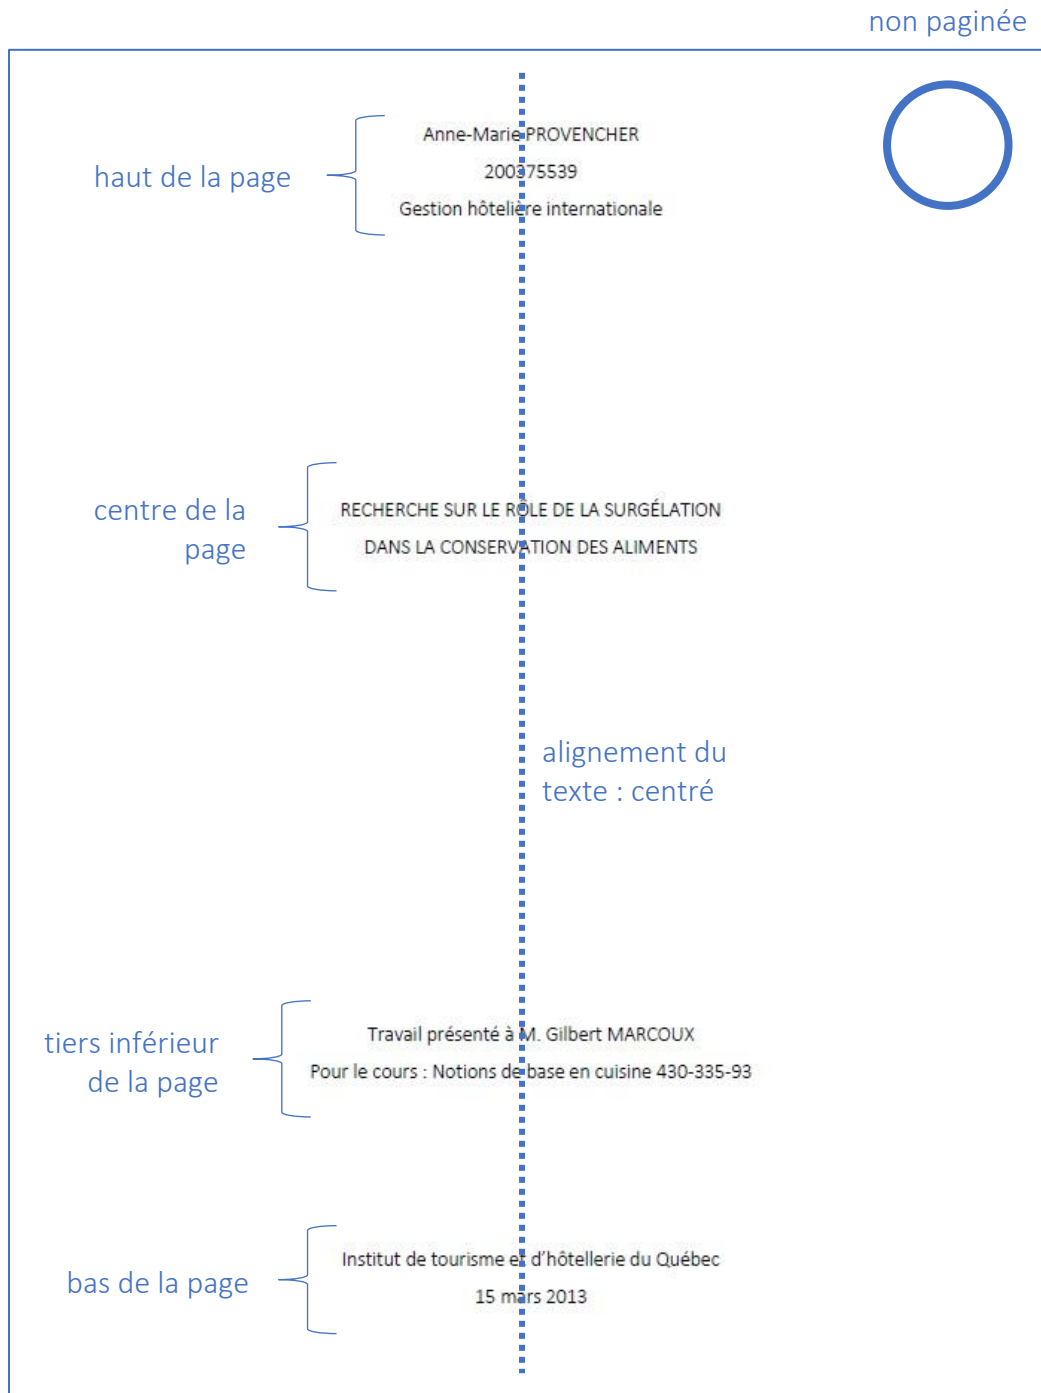 non paginée
haut de la page
Anne-Marie PROVENCHER
200375539
Gestion hôtelière internationale
centre de la
page
RECHERCHE SUR LE RÔLE DE LA SURGÉLATION
DANS LA CONSERVATION DES ALIMENTS
alignement du
texte : centré
tiers inférieur
de la page
Travail présenté à M. Gilbert MARCOUX
Pour le cours : Notions de base en cuisine 430-335-93
bas de la page
Institut de tourisme et d'hôtellerie du Québec
15 mars 2013